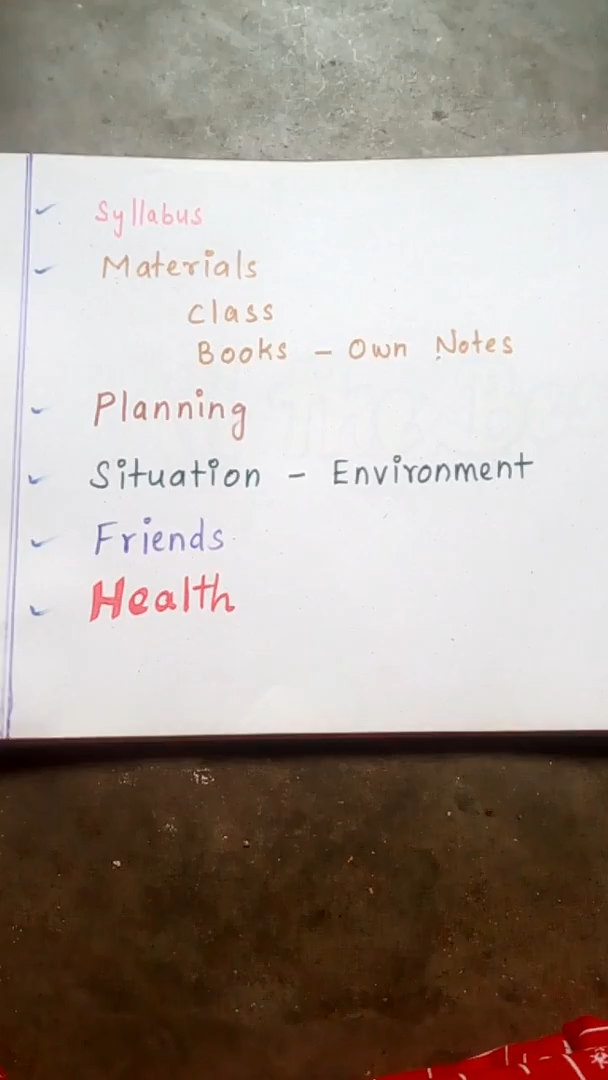 Syllabus
Materials
Class
Books - Own Notes
Planning
Situation - Environment
Friends
Health